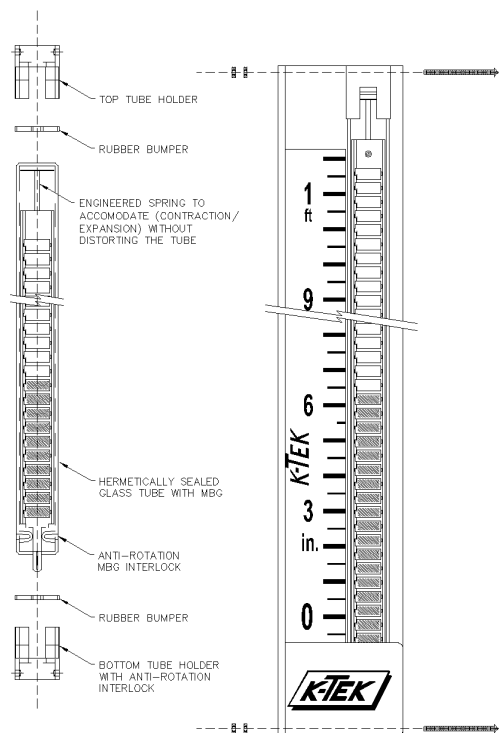 TOP TUBE HOLDER
RUBBER BUMPER
ENGINEERED SPRING TO
ACCOMODATE (CONTRACTION/
EXPANSION) WITHOUT
DISTORTING THE TUBE
HERMETICALLY SEALED
GLASS TUBE WITH MBG
ANTI-ROTATION
MBG INTERLOCK
RUBBER BUMPER
BOTTOM TUBE HOLDER
WITH ANTI-ROTATION
INTERLOCK
1
ft
9
6
K-TEK
3
in.
0
K-TEK